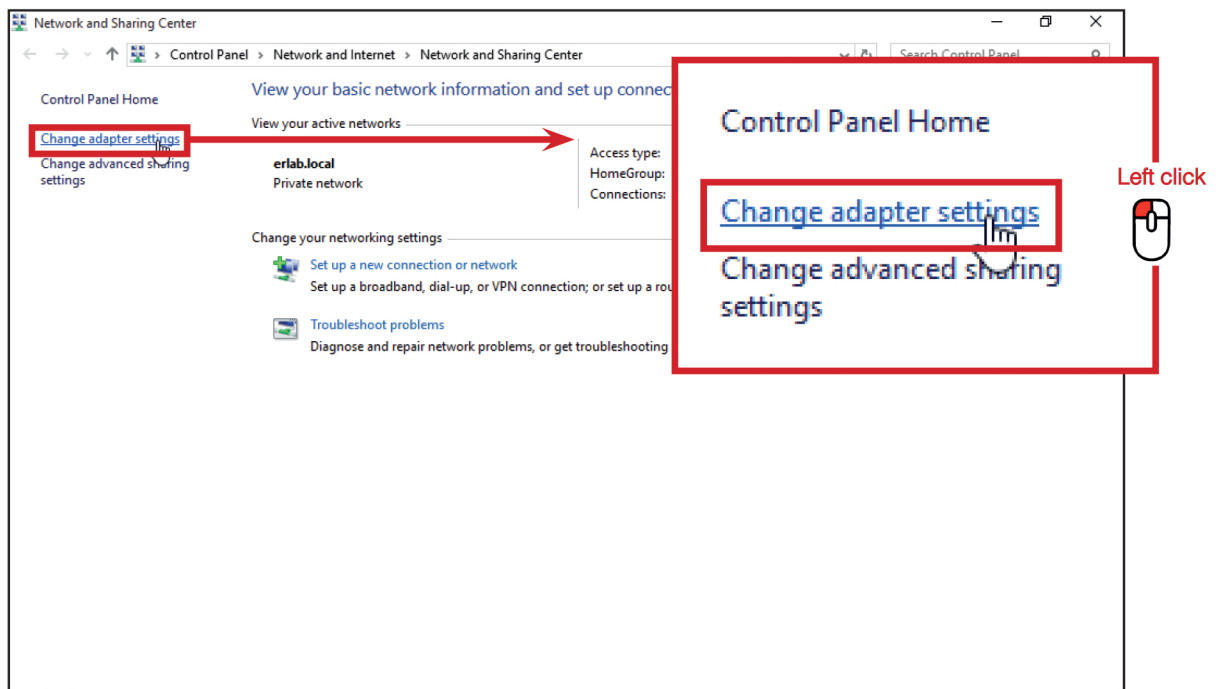 Network and Sharing Center
Control Panel > Network and Internet > Network and Sharing Center
Search Control Panel
Control Panel Home
Change adapter settings
Change advanced sharing
settings
View your basic network information and set up connec
View your active networks
erlab.local
Private network
Access type:
HomeGroup:
Connections:
Change your networking settings
Set up a new connection or network
Set up a broadband, dial-up, or VPN connection; or set up a rou
Troubleshoot problems
Diagnose and repair network problems, or get troubleshooting
Control Panel Home
Change adapter settings
Change advanced sharing
settings
Left click